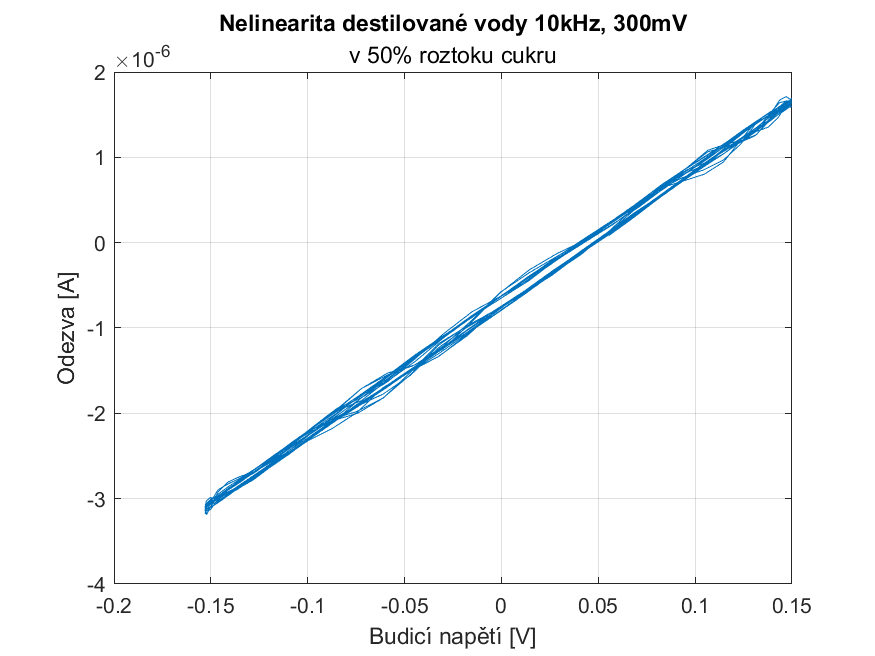 Nelinearita destilované vody 10kHz, 300mV
v 50% roztoku cukru
×10^-6
2
1
0
-1
-2
-3
-4
Odezva [A]
-0.2 -0.15 -0.1 -0.05 0 0.05 0.1 0.15
Budicí napětí [V]